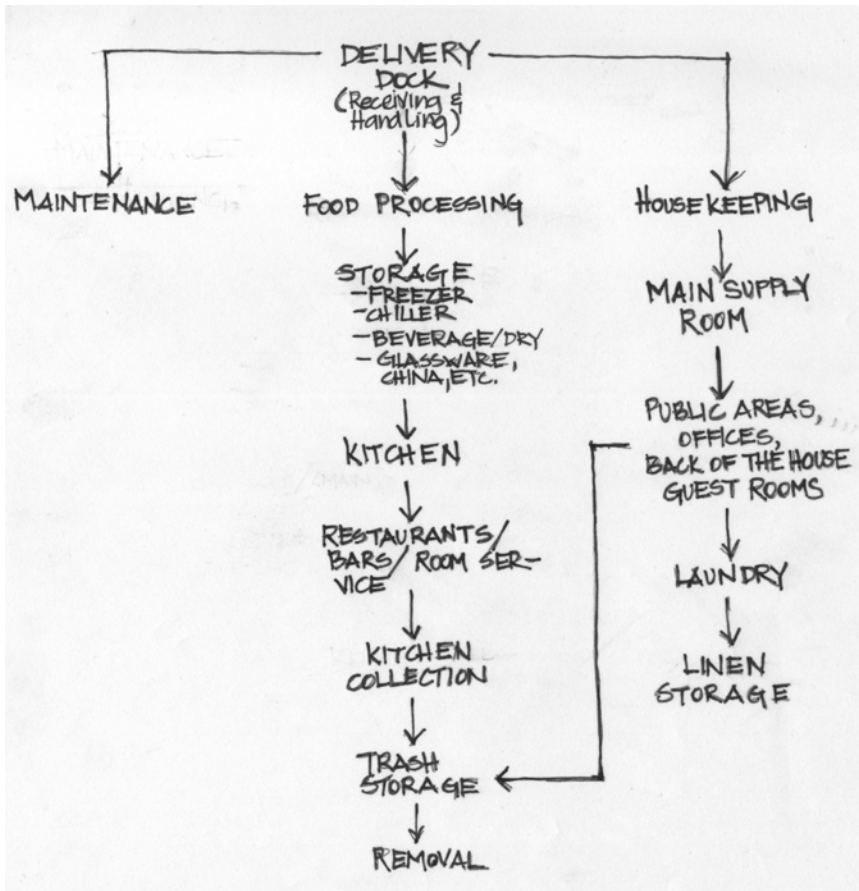 DELIVERY
DOCK
(Receiving &
Handling)
MAINTENANCE
FOOD PROCESSING
HOUSEKEEPING
STORAGE
-FREEZER
-CHILLER
-BEVERAGE/DRY
- GLASSWARE,
CHINA, ETC.
MAIN SUPPLY
ROOM
PUBLIC AREAS,
OFFICES,
BACK OF THE HOUSE
GUEST ROOMS
KITCHEN
RESTAURANTS/
BARS/ROOM SER-
VICE
LAUNDRY
KITCHEN
COLLECTION
LINEN
STORAGE
TRASH
STORAGE
REMOVAL